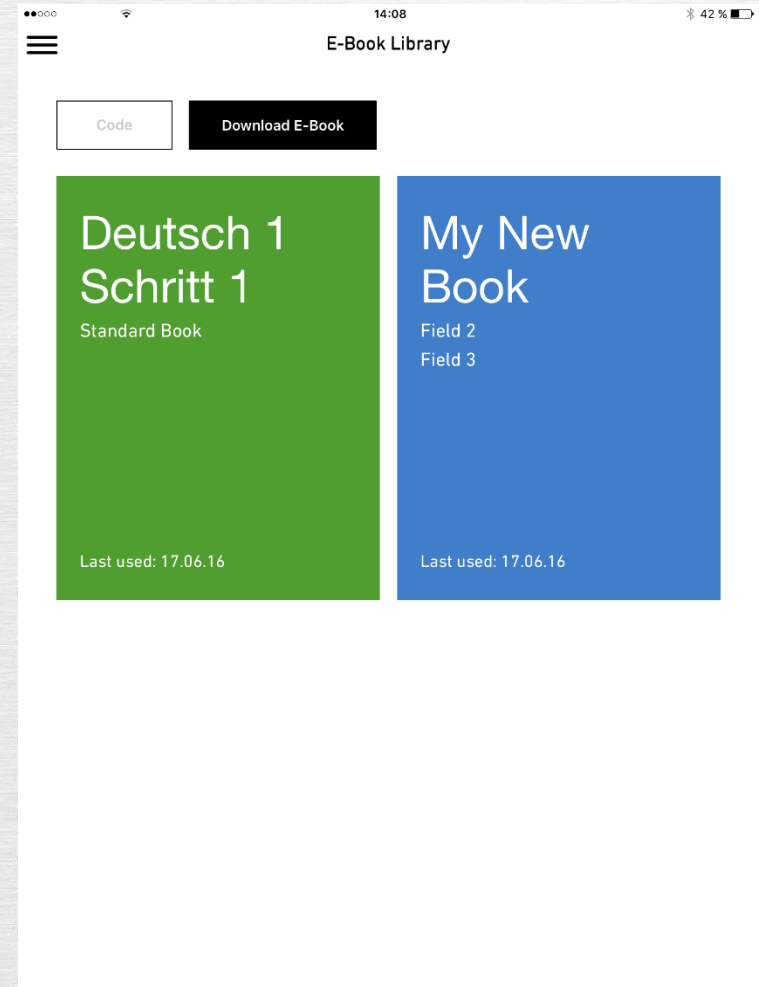 14:08
42 %
E-Book Library
Code
Download E-Book
Deutsch 1
Schritt 1
Standard Book
Last used: 17.06.16
My New
Book
Field 2
Field 3
Last used: 17.06.16